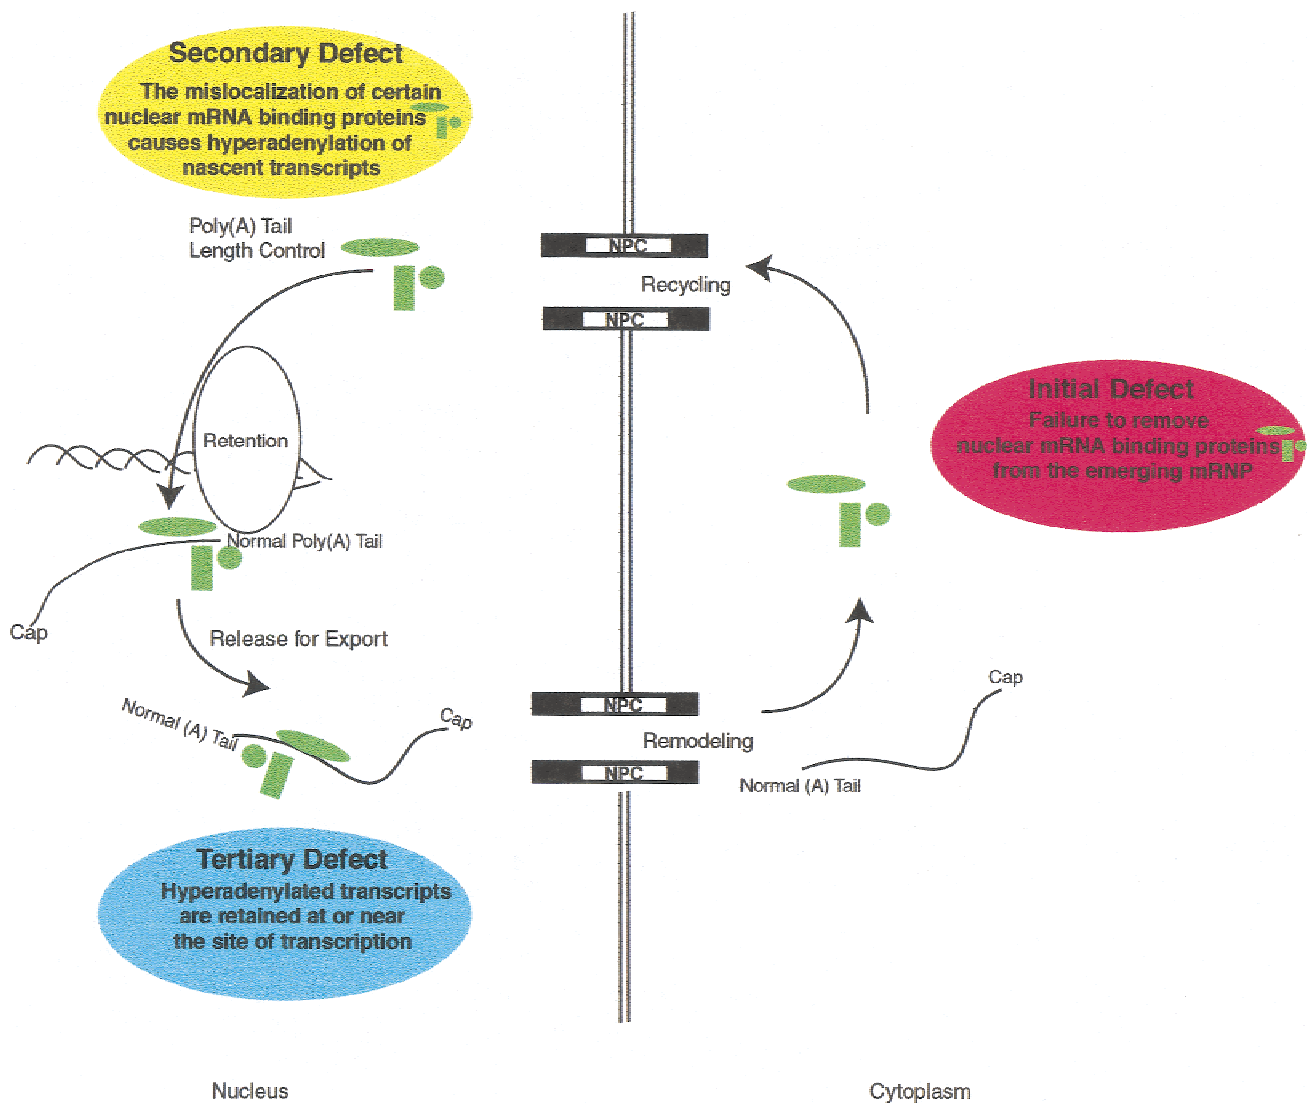 Secondary Defect
The mislocalization of certain
nuclear mRNA binding proteins
causes hyperadenylation of
nascent transcripts
Poly(A) Tail
Length Control
NPC
Recycling
NPC
Initial Defect
Failure to remove
nuclear mRNA binding proteins
from the emerging mRNP
Retention
Normal Poly(A) Tail
Cap
Release for Export
Normal (A) Tail
Cap
NPC
Remodeling
NPC
Cap
Normal (A) Tail
Tertiary Defect
Hyperadenylated transcripts
are retained at or near
the site of transcription
Nucleus
Cytoplasm